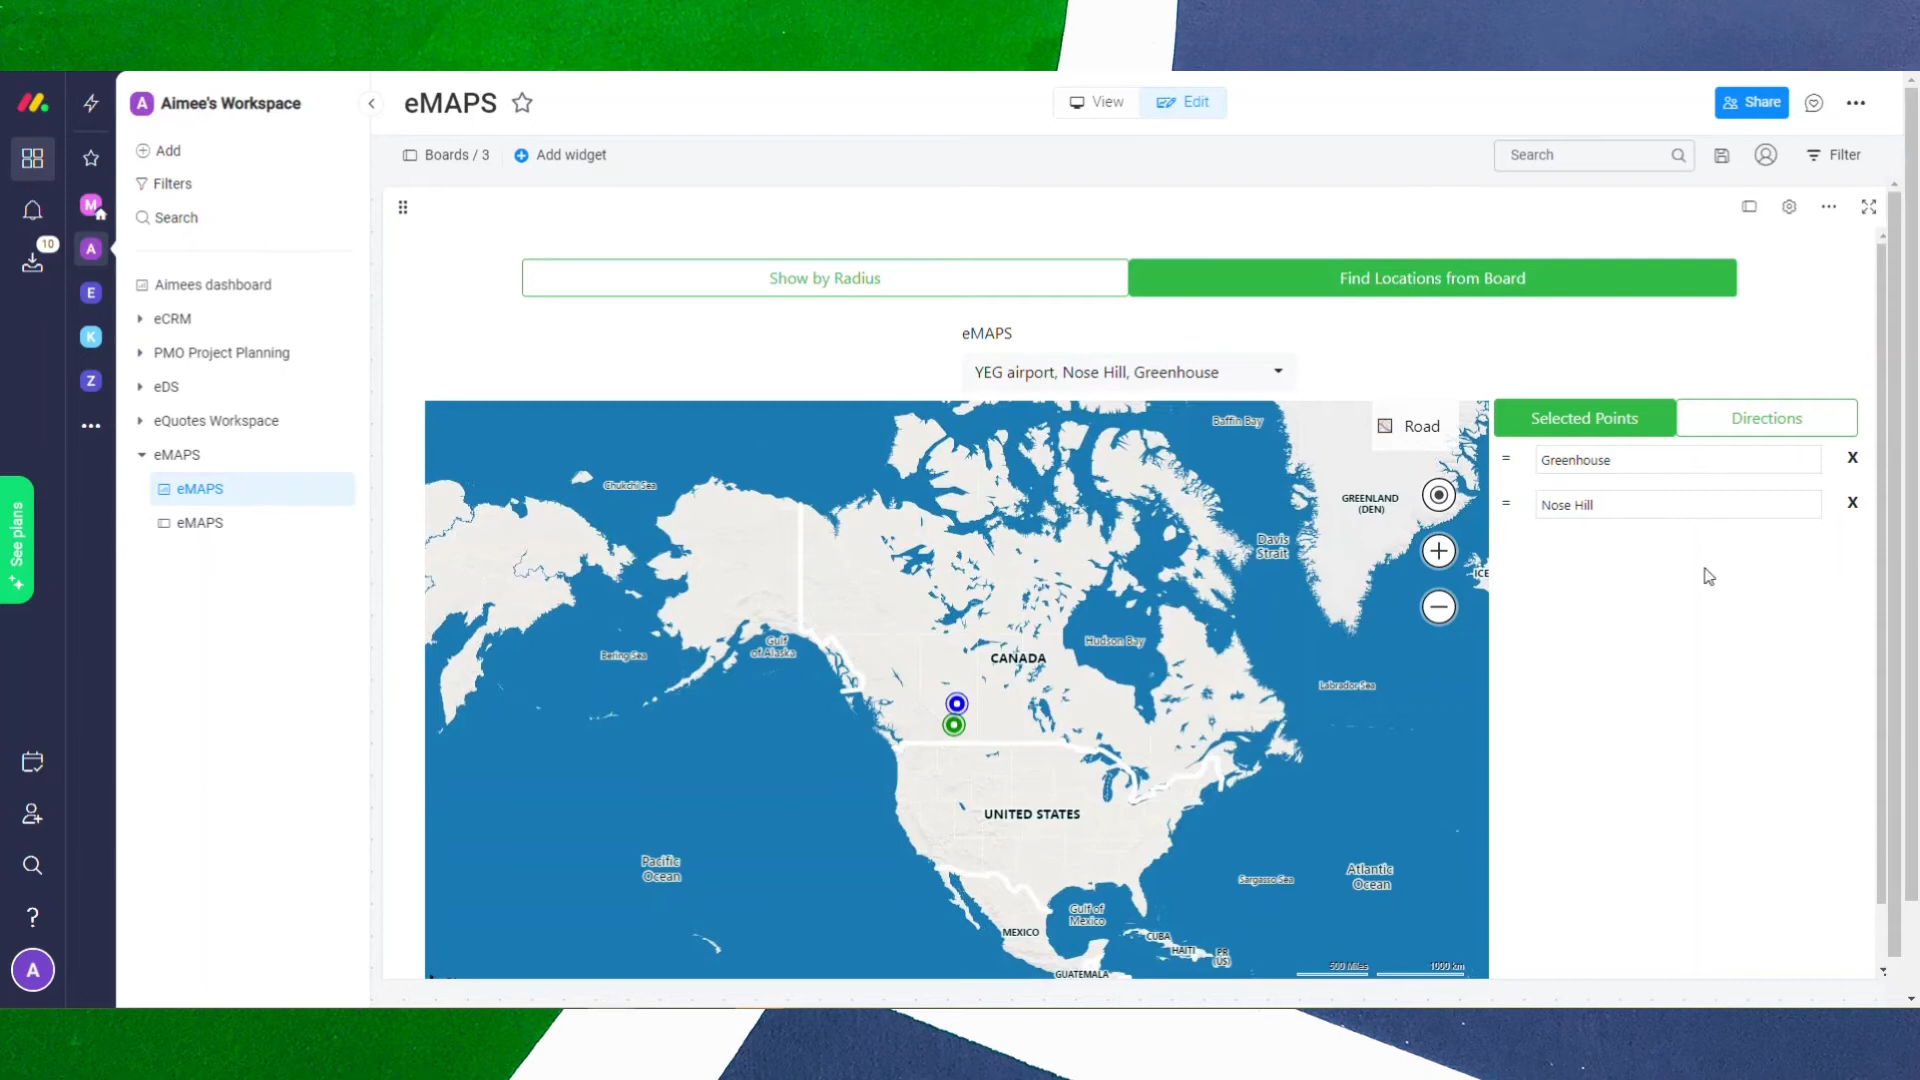 A Aimee's Workspace
eMAPS
View
Edit
Share
Add
Boards / 3
Add widget
Search
Filter
Filters
M
Search
10
A
E
Show by Radius
Find Locations from Board
Aimees dashboard
eCRM
eMAPS
K
PMO Project Planning
YEG airport, Nose Hill, Greenhouse
Z
eDS
eQuotes Workspace
Road
Selected Points
Directions
eMAPS
= Greenhouse X
eMAPS
= Nose Hill X
eMAPS
See plans
Baffin Bay
Chukchi Sea
GREENLAND
(DEN)
Davis
Strait
ICE
Gulf
of Alaska
Hudson Bay
Bering Sea
CANADA
Labrador Sea
UNITED STATES
Pacific
Ocean
Atlantic
Ocean
Sargasso Sea
Gulf of
Mexico
MEXICO
CUBA
HAITI
PR
(US)
GUATEMALA
500 Miles
1000 km
?
A